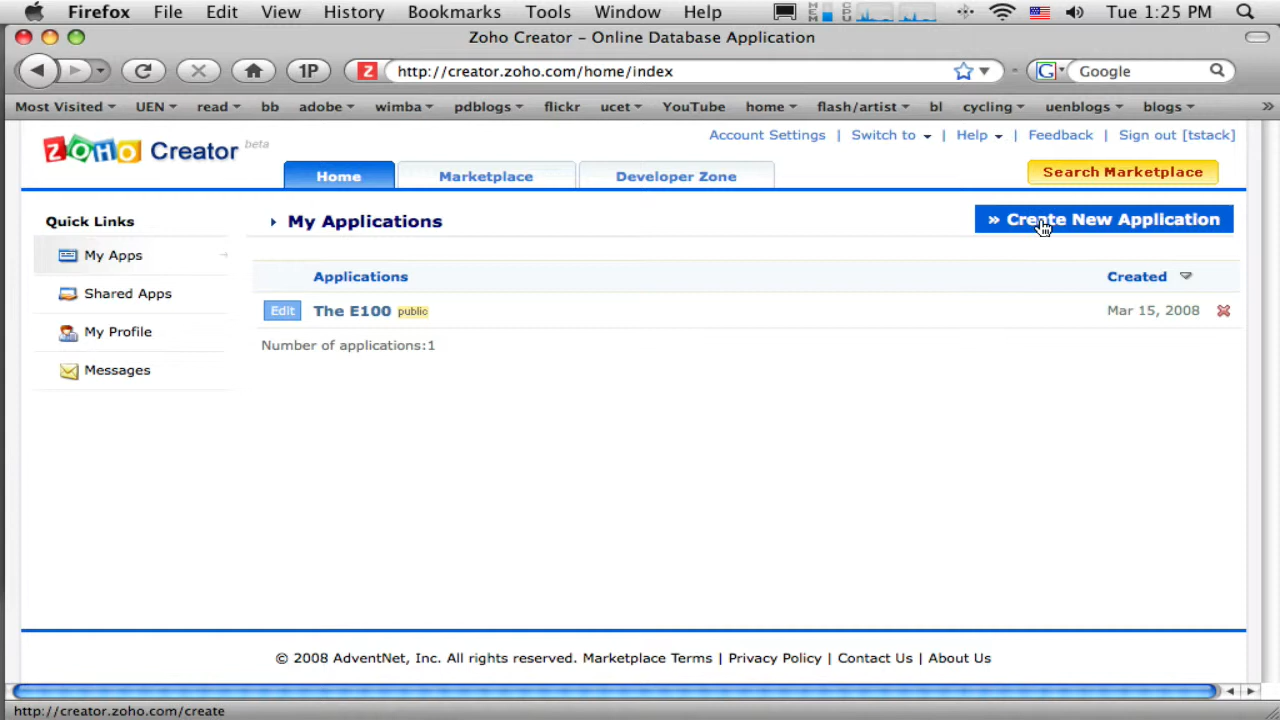 Firefox File Edit View History Bookmarks Tools Window Help Tue 1:25 PM
Zoho Creator – Online Database Application
1P Z http://creator.zoho.com/home/index G Google
Most Visited UEN read bb adobe wimba pdblogs flickr ucet YouTube home flash/artist bl cycling uenblogs blogs »
Account Settings | Switch to | Help | Feedback | Sign out [tstack]
ZOHO Creator beta
Home Marketplace Developer Zone Search Marketplace
Quick Links
My Apps
Shared Apps
My Profile
Messages
My Applications
» Create New Application
Applications Created
Edit The E100 public Mar 15, 2008
Number of applications:1
© 2008 AdventNet, Inc. All rights reserved. Marketplace Terms | Privacy Policy | Contact Us | About Us
http://creator.zoho.com/create